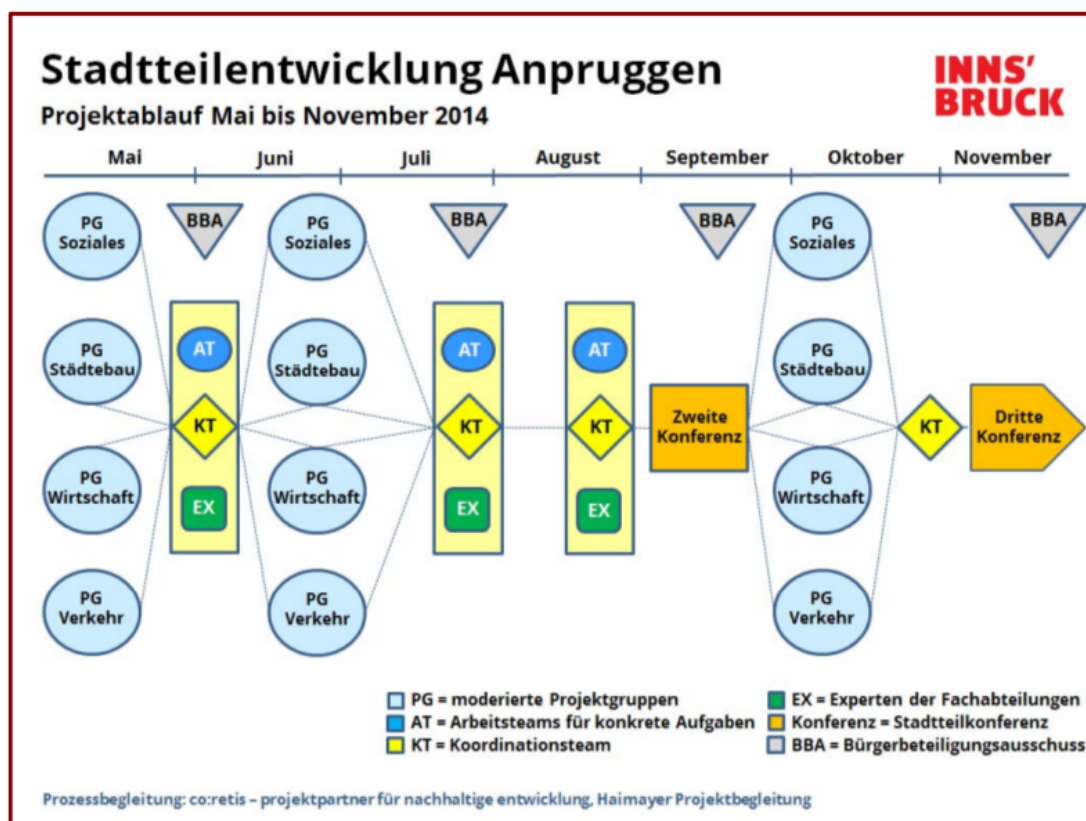 Stadtteilentwicklung Anpruggen
Projektablauf Mai bis November 2014
INNS'
BRUCK
Mai Juni Juli August September Oktober November
PG
Soziales
BBA
PG
Soziales
BBA
BBA
PG
Soziales
BBA
PG
Städtebau
AT
PG
Städtebau
AT
AT
PG
Städtebau
KT
KT
KT
Zweite
Konferenz
KT
Dritte
Konferenz
PG
Wirtschaft
EX
PG
Wirtschaft
EX
EX
PG
Wirtschaft
PG
Verkehr
PG
Verkehr
PG
Verkehr
PG = moderierte Projektgruppen
AT = Arbeitsteams für konkrete Aufgaben
KT = Koordinationsteam
EX = Experten der Fachabteilungen
Konferenz = Stadtteilkonferenz
BBA = Bürgerbeteiligungsausschuss
Prozessbegleitung: co:retis – projektpartner für nachhaltige entwicklung, Haimayer Projektbegleitung